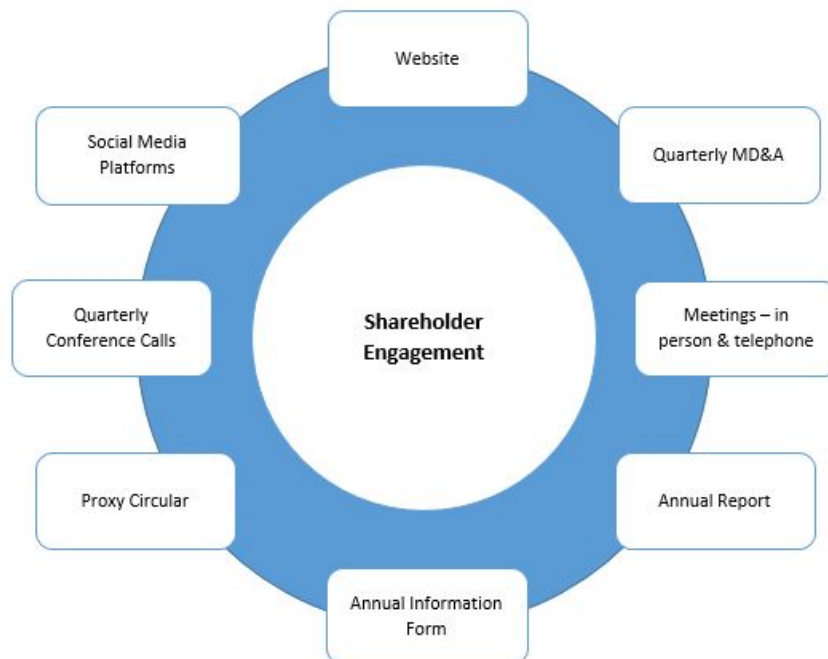 Website
Social Media
Platforms
Quarterly MD&A
Quarterly
Conference Calls
Shareholder
Engagement
Meetings – in
person & telephone
Proxy Circular
Annual Report
Annual Information
Form